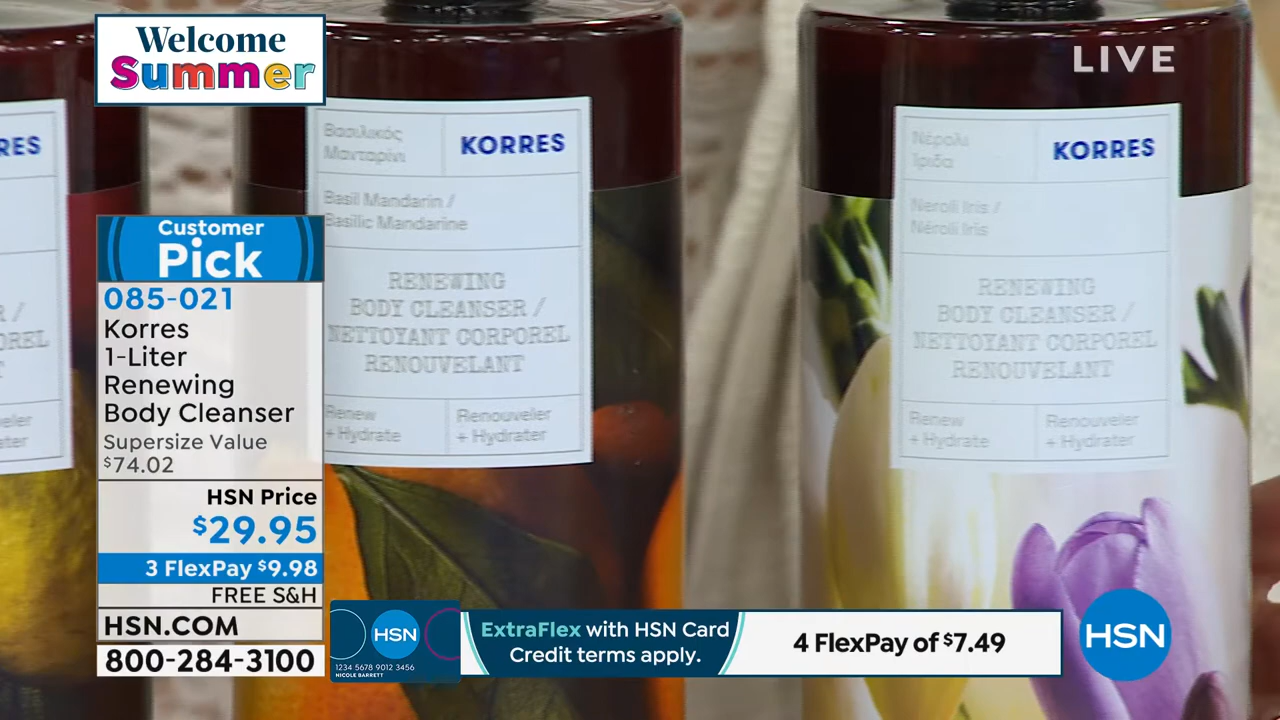 Welcome
Summer
LIVE
Customer
Pick
085-021
Korres
1-Liter
Renewing
Body Cleanser
Supersize Value
$74.02
HSN Price
$29.95
3 FlexPay $9.98
FREE S&H
HSN.COM
800-284-3100
RES
Βασιλικός
Μανταρίνι
KORRES
Basil Mandarin /
Basilic Mandarine
RENEWING
BODY CLEANSER /
NETTOYANT CORPOREL
RENOUVELANT
Renew
+ Hydrate
Renouveler
+ Hydrater
Νέρολι
Ίριδα
KORRES
Neroli Iris /
Néroli Iris
RENEWING
BODY CLEANSER /
NETTOYANT CORPOREL
RENOUVELANT
Renew
+ Hydrate
Renouveler
+ Hydrater
HSN
1234 5678 9012 3456
NICOLE BARRETT
ExtraFlex with HSN Card
Credit terms apply.
4 FlexPay of $7.49
HSN